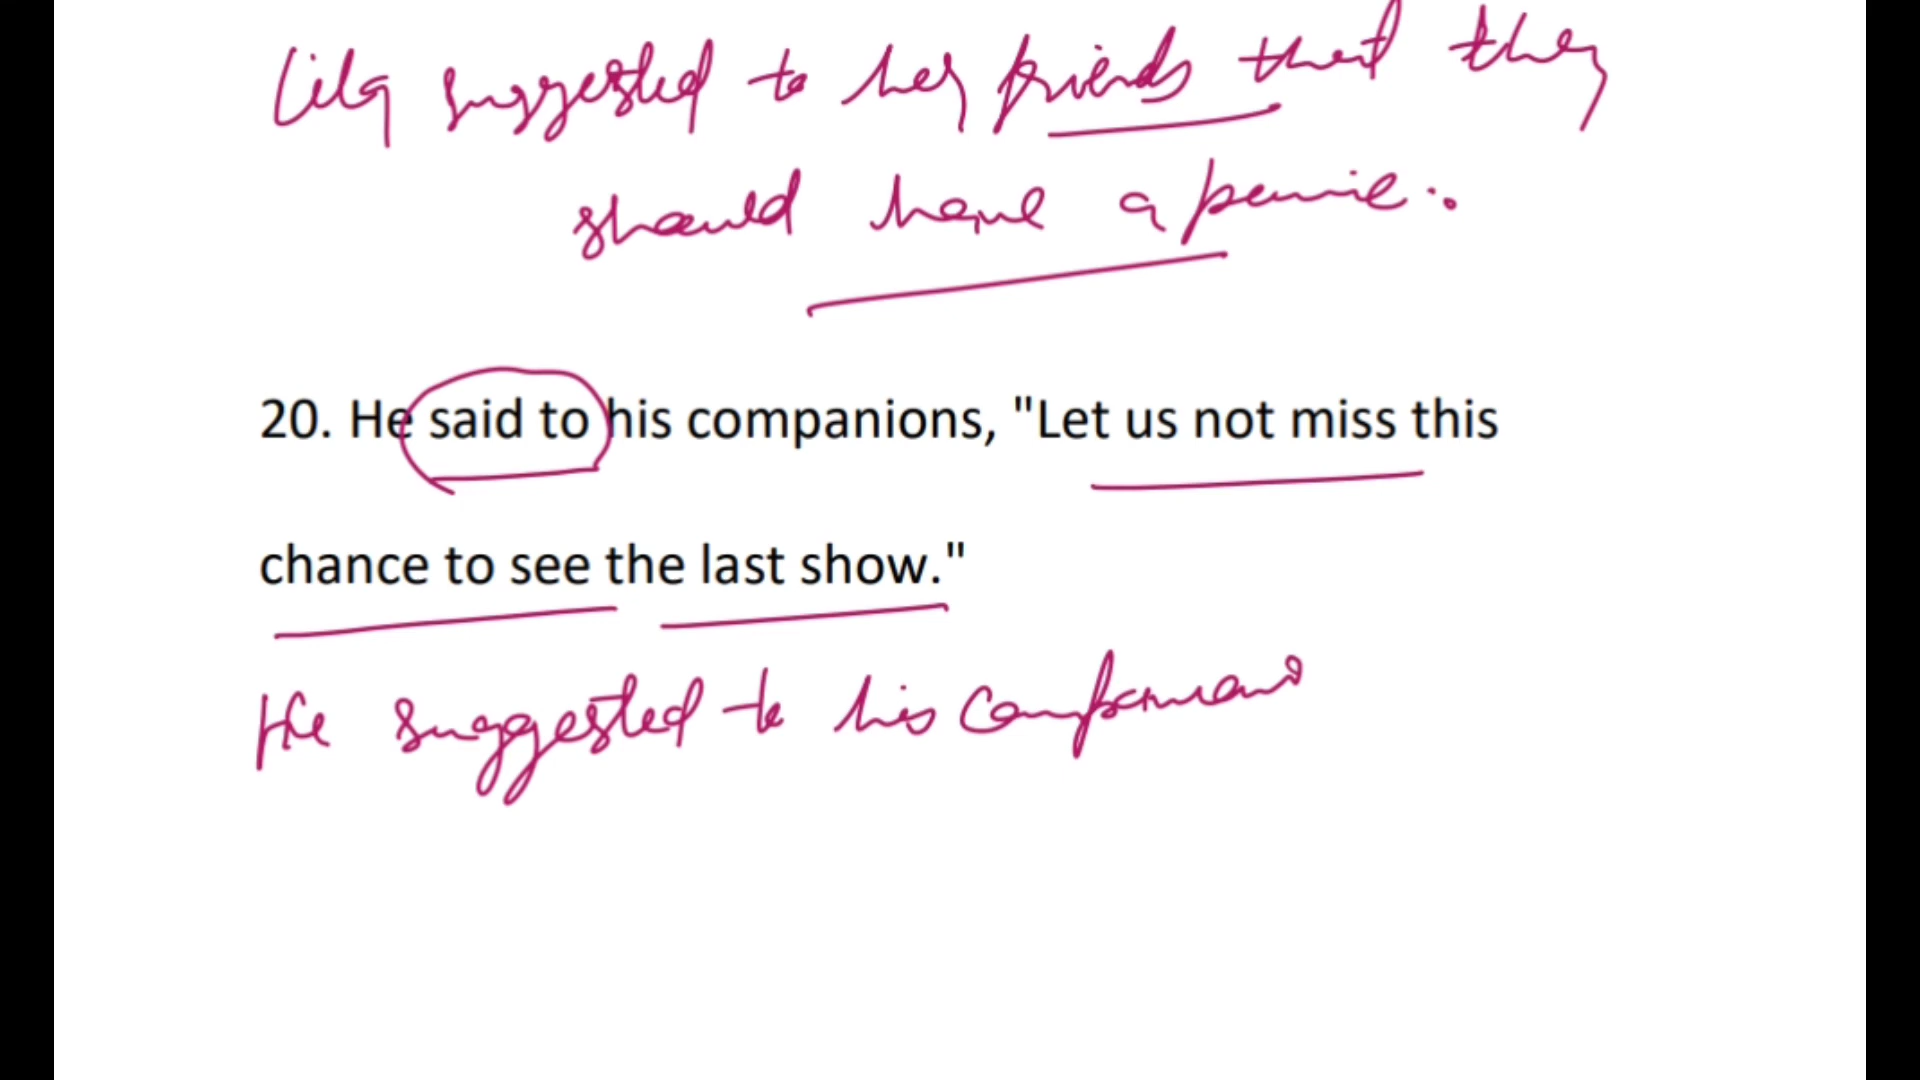 Lila suggested to her friends that they
should have a picnic.
20. He said to his companions, "Let us not miss this
chance to see the last show."
He suggested to his companions